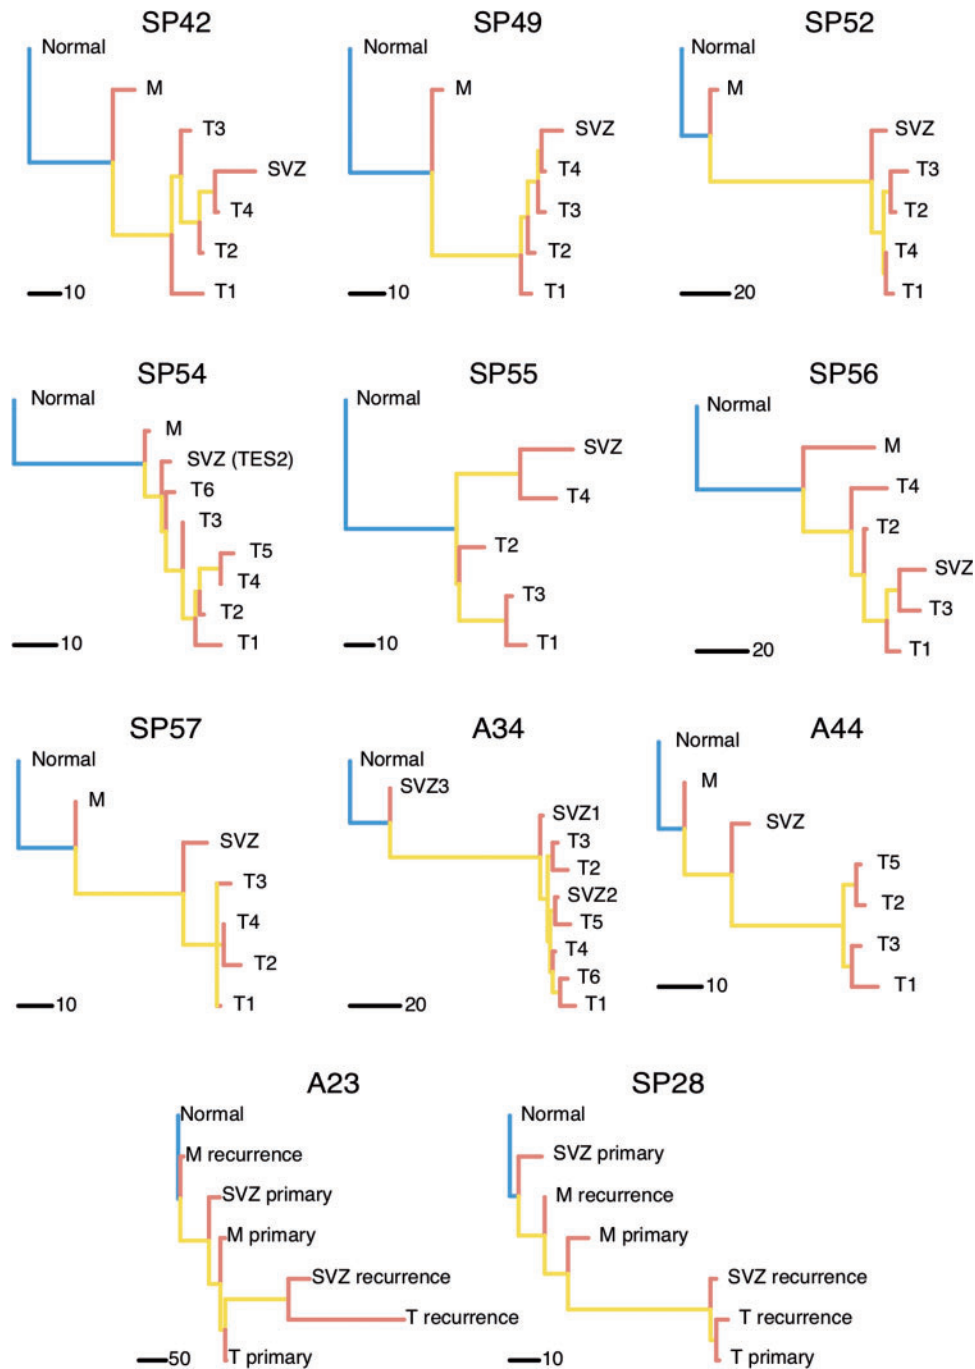 SP42
Normal
M
T3
SVZ
T4
T2
T1
10
SP49
Normal
M
SVZ
T4
T3
T2
T1
10
SP52
Normal
M
SVZ
T3
T2
T4
T1
20
SP54
Normal
M
SVZ (TES2)
T6
T3
T5
T4
T2
T1
10
SP55
Normal
SVZ
T4
T2
T3
T1
10
SP56
Normal
M
T4
T2
SVZ
T3
T1
20
SP57
Normal
M
SVZ
T3
T4
T2
T1
10
A34
Normal
SVZ3
SVZ1
T3
T2
SVZ2
T5
T4
T6
T1
20
A44
Normal
M
SVZ
T5
T2
T3
T1
10
A23
Normal
M recurrence
SVZ primary
M primary
SVZ recurrence
T recurrence
T primary
50
SP28
Normal
SVZ primary
M recurrence
M primary
SVZ recurrence
T recurrence
T primary
10